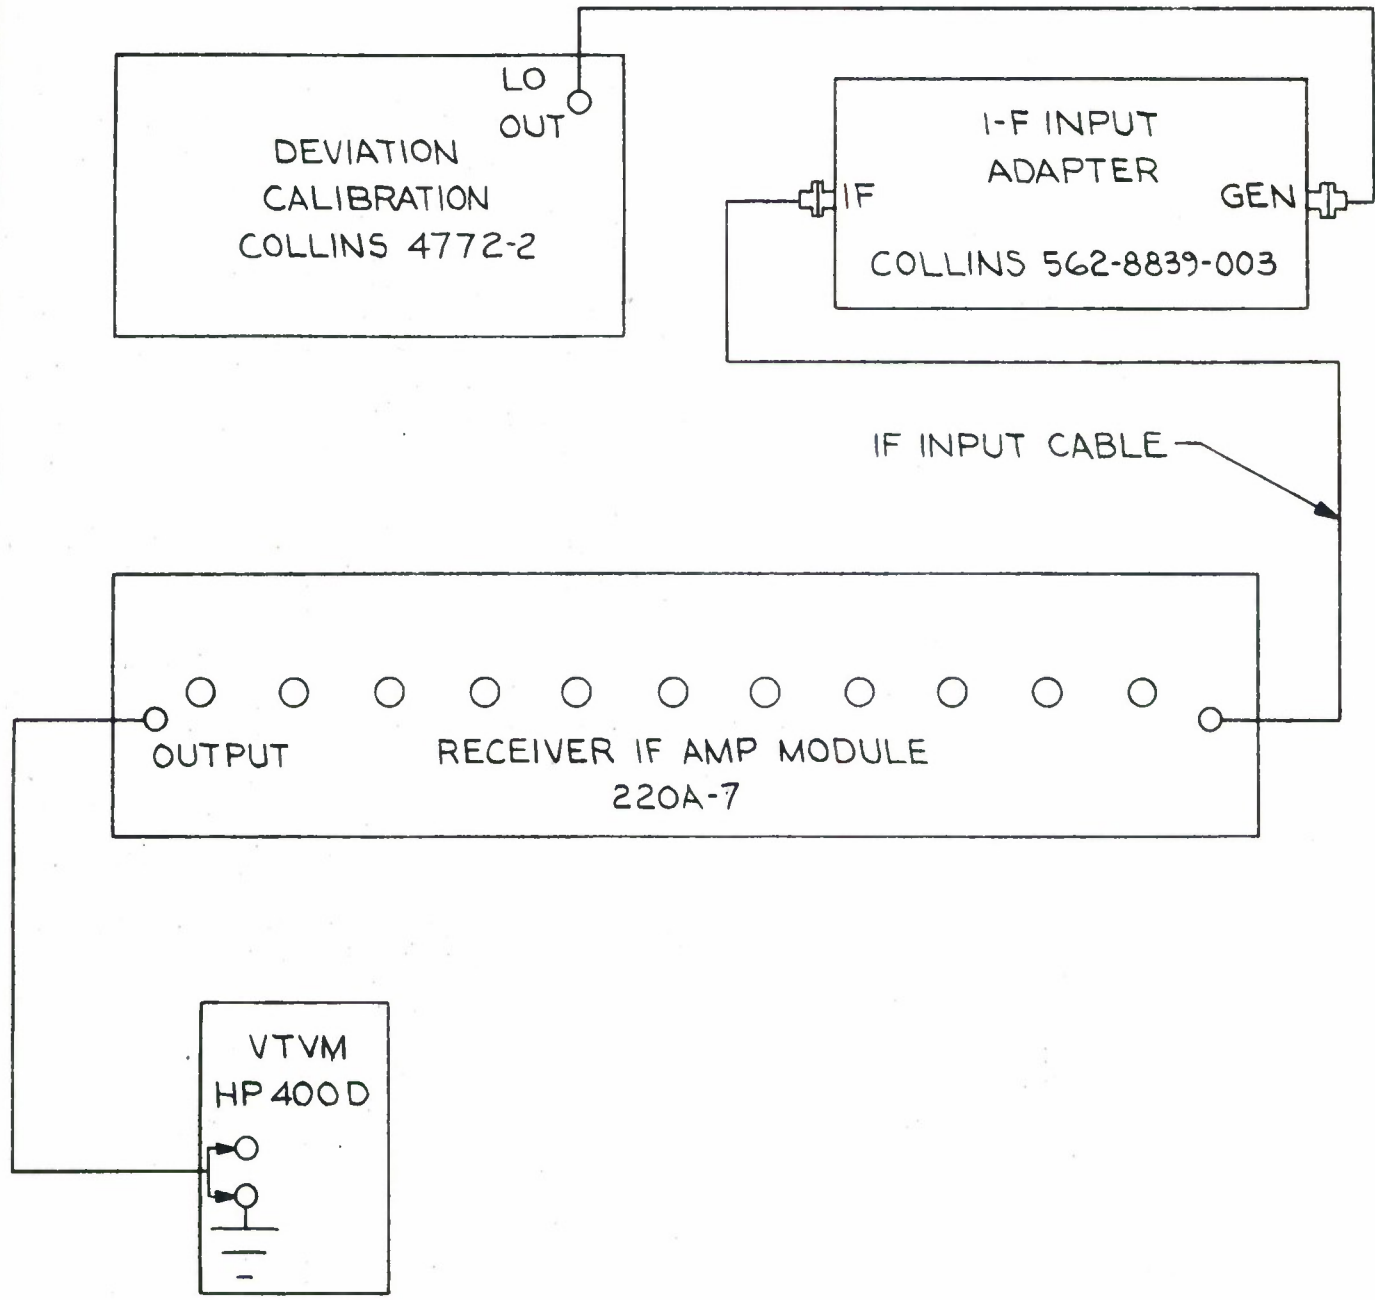 LO
OUT
DEVIATION
CALIBRATION
COLLINS 4772-2
I-F INPUT
ADAPTER
IF
GEN
COLLINS 562-8839-003
IF INPUT CABLE
OUTPUT
RECEIVER IF AMP MODULE
220A-7
VTVM
HP 400D